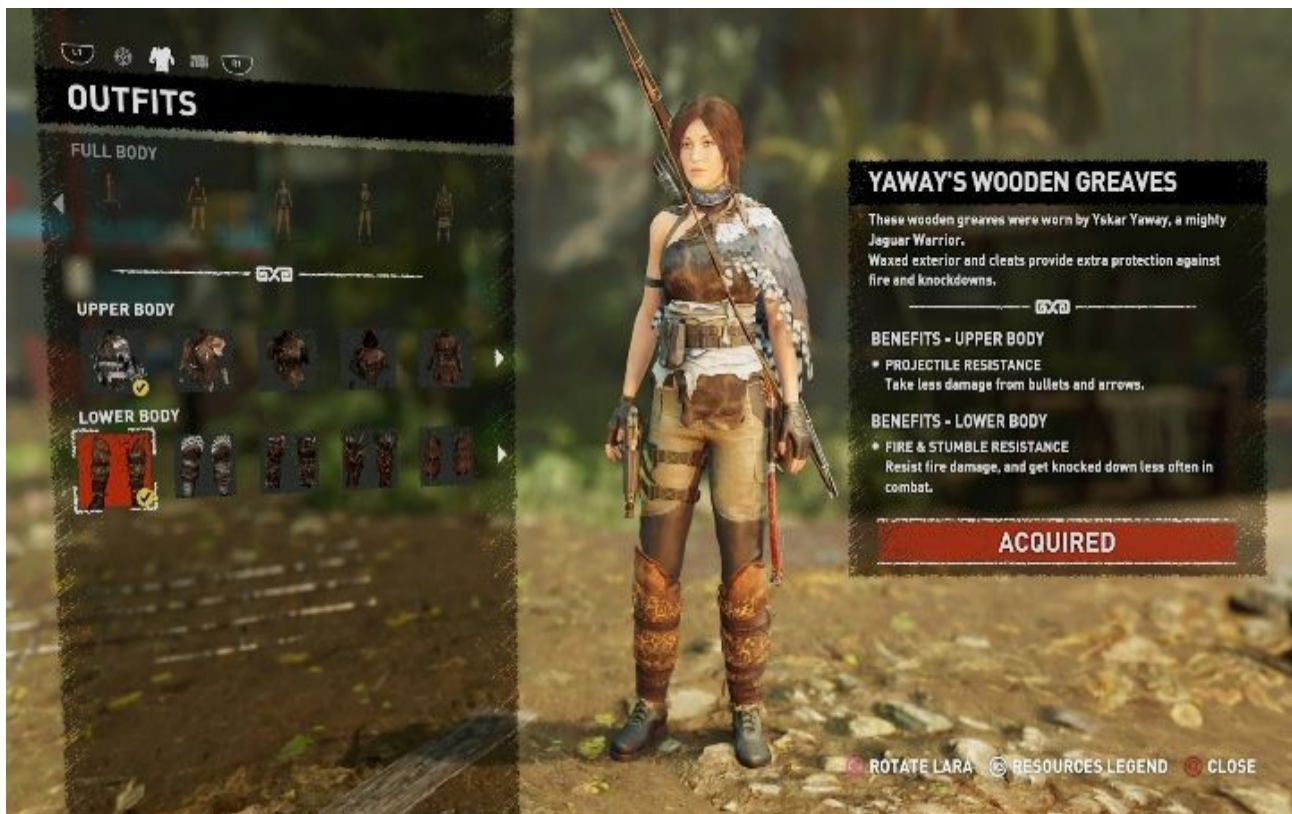 L1
R1
OUTFITS
FULL BODY
UPPER BODY
LOWER BODY
YAWAY'S WOODEN GREAVES
These wooden greaves were worn by Yskar Yaway, a mighty
Jaguar Warrior.
Waxed exterior and cleats provide extra protection against
fire and knockdowns.
BENEFITS - UPPER BODY
PROJECTILE RESISTANCE
Take less damage from bullets and arrows.
BENEFITS - LOWER BODY
FIRE & STUMBLE RESISTANCE
Resist fire damage, and get knocked down less often in
combat.
ACQUIRED
ROTATE LARA
RESOURCES LEGEND
CLOSE